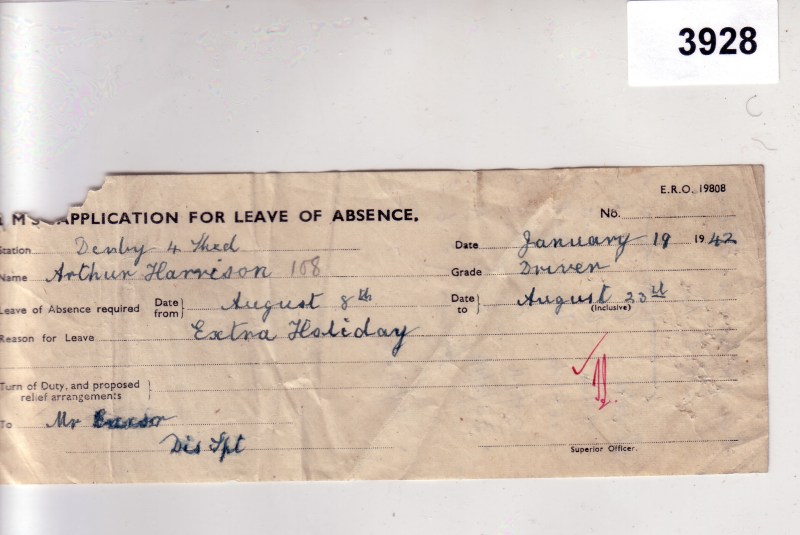 3928
E.R.O. 19808
M S APPLICATION FOR LEAVE OF ABSENCE.
No.
Station Derby 4 Shed Date January 19 1942
Name Arthur Harrison 108 Grade Driver
Leave of Absence required Date from} August 8th Date to} August 23rd
(inclusive)
Reason for Leave Extra Holiday
Turn of Duty, and proposed
relief arrangements
To Mr
Dis Spt
Superior Officer.